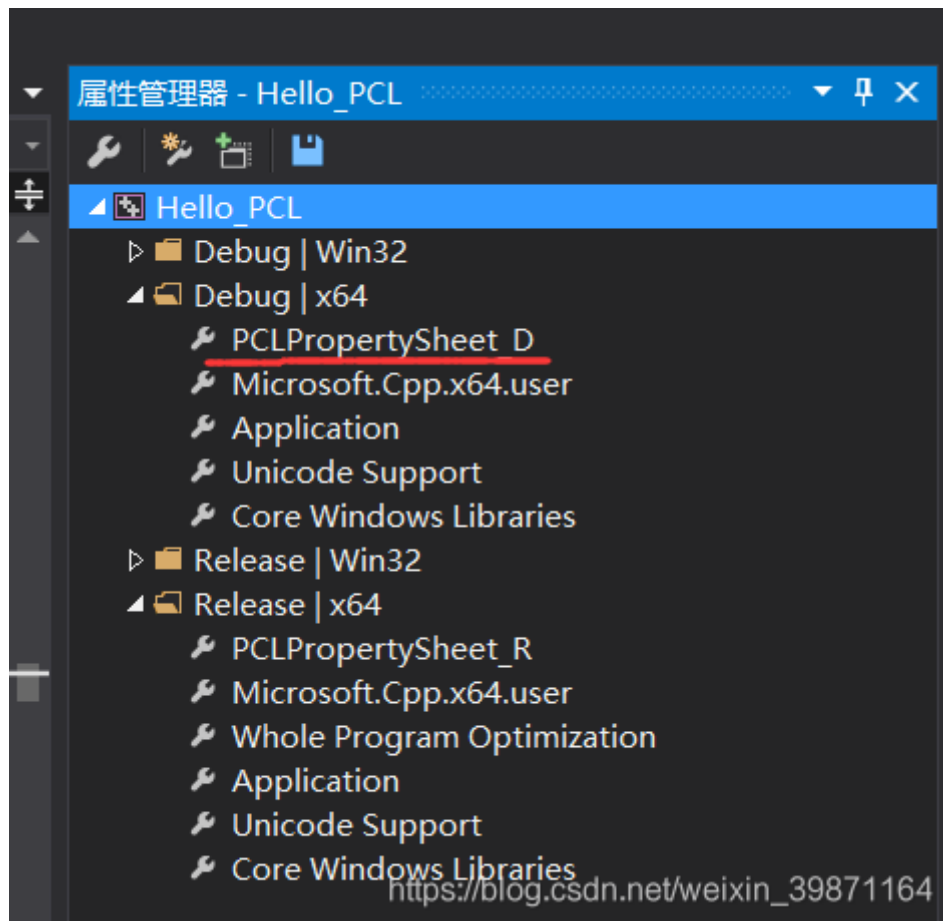 属性管理器 - Hello_PCL
Hello_PCL
Debug | Win32
Debug | x64
PCLPropertySheet_D
Microsoft.Cpp.x64.user
Application
Unicode Support
Core Windows Libraries
Release | Win32
Release | x64
PCLPropertySheet_R
Microsoft.Cpp.x64.user
Whole Program Optimization
Application
Unicode Support
Core Windows Libraries
https://blog.csdn.net/weixin_39871164